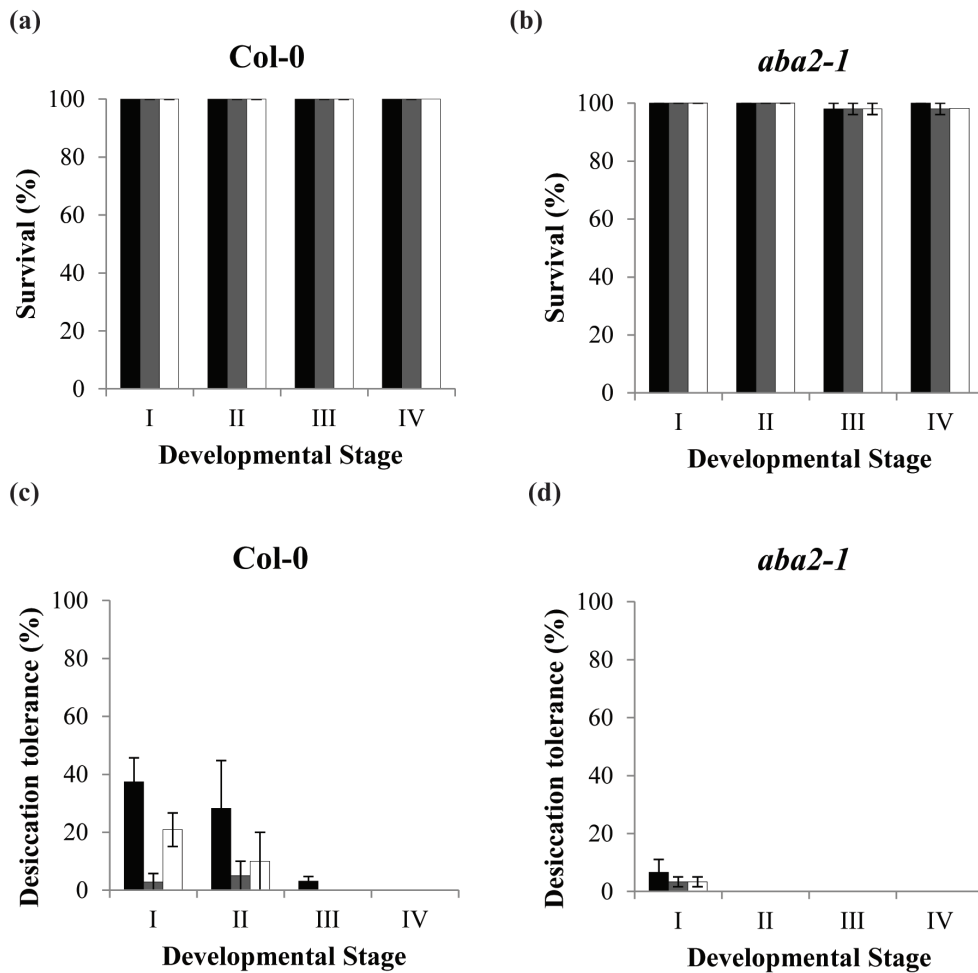 (a)
Col-0
Survival (%)
100
80
60
40
20
0
I II III IV
Developmental Stage
(b)
aba2-1
Survival (%)
100
80
60
40
20
0
I II III IV
Developmental Stage
(c)
Col-0
Desiccation tolerance (%)
100
80
60
40
20
0
I II III IV
Developmental Stage
(d)
aba2-1
Desiccation tolerance (%)
100
80
60
40
20
0
I II III IV
Developmental Stage